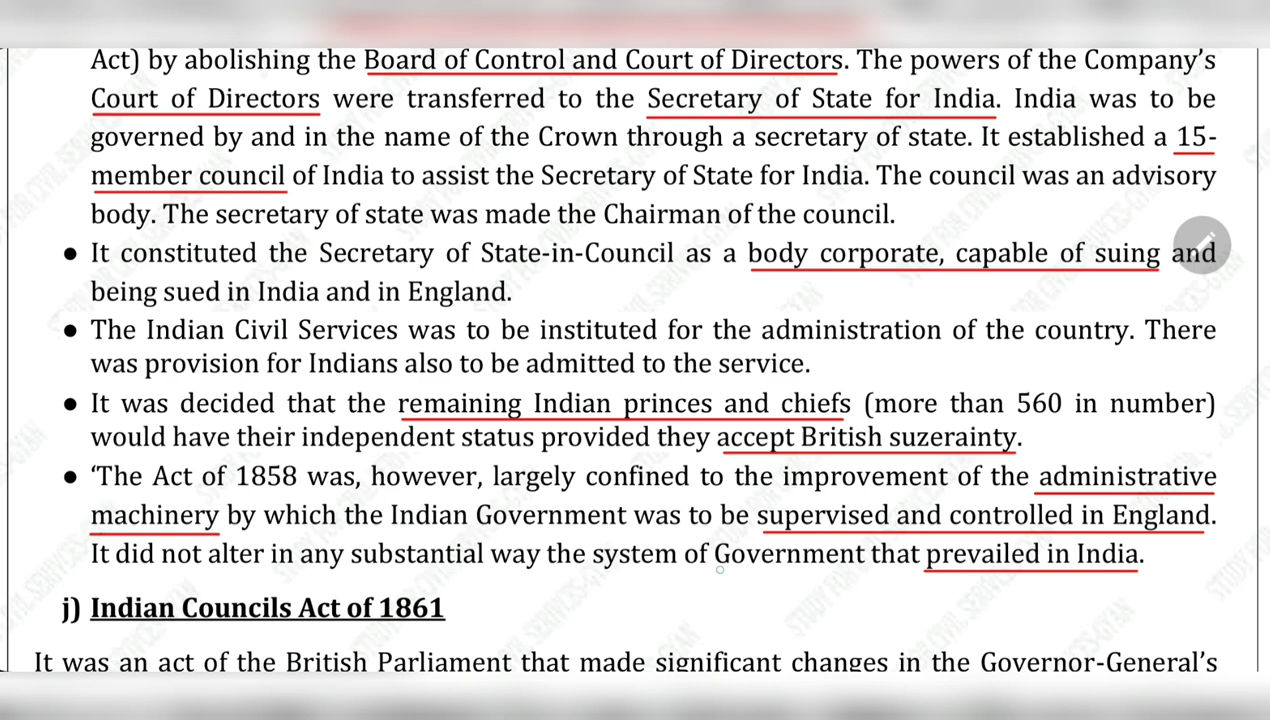 Act) by abolishing the Board of Control and Court of Directors. The powers of the Company’s
Court of Directors were transferred to the Secretary of State for India. India was to be
governed by and in the name of the Crown through a secretary of state. It established a 15-
member council of India to assist the Secretary of State for India. The council was an advisory
body. The secretary of state was made the Chairman of the council.
● It constituted the Secretary of State-in-Council as a body corporate, capable of suing and
being sued in India and in England.
● The Indian Civil Services was to be instituted for the administration of the country. There
was provision for Indians also to be admitted to the service.
● It was decided that the remaining Indian princes and chiefs (more than 560 in number)
would have their independent status provided they accept British suzerainty.
● ‘The Act of 1858 was, however, largely confined to the improvement of the administrative
machinery by which the Indian Government was to be supervised and controlled in England.
It did not alter in any substantial way the system of Government that prevailed in India.
j) Indian Councils Act of 1861
It was an act of the British Parliament that made significant changes in the Governor-General’s